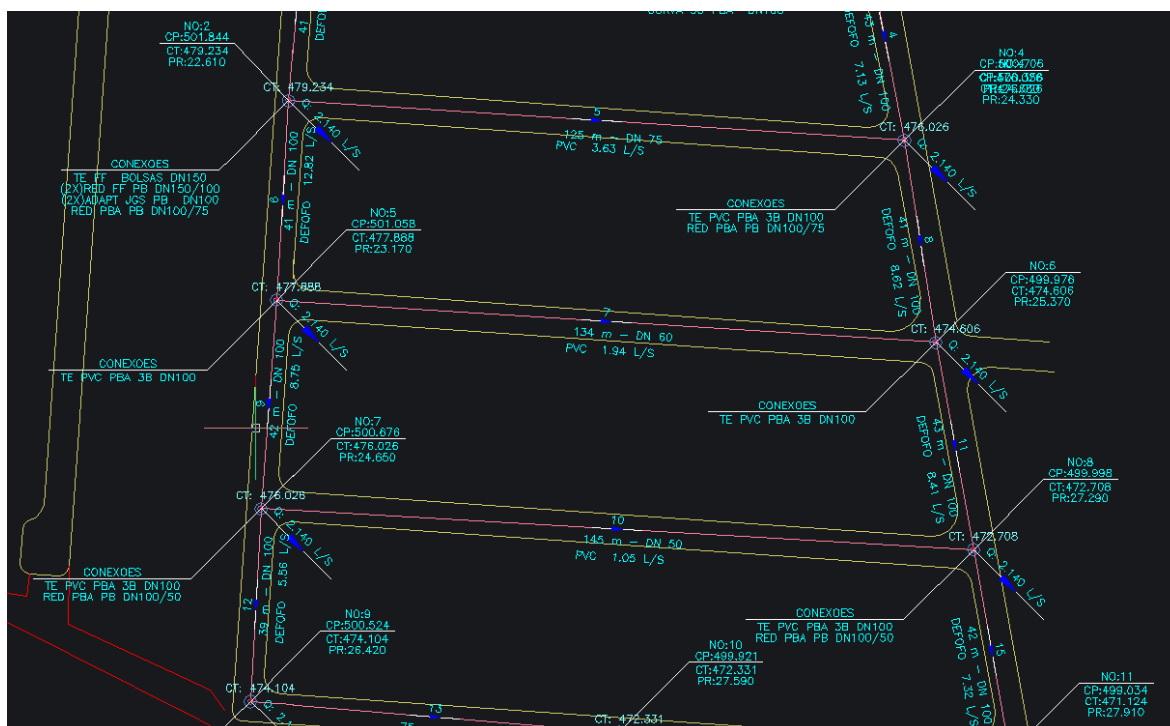 CURVA 90 PBA DN100
41
DEFOFO
NO:2
CP:501.844
CT:479.234
PR:22.610
CT: 479.234
Q: 2.140 L/S
5
125 m - DN 75
PVC 3.63 L/S
4
43 m - DN 100
DEFOFO 7.13 L/S
NO:4
PR:24.330
CT: 476.026
Q: 2.140 L/S
CONEXOES
TE FF BOLSAS DN150
(2X)RED FF PB DN150/100
(2X)ADAPT JGS PB DN100
RED PBA PB DN100/75
6
41 m - DN 100
DEFOFO 12.82 L/S
CONEXOES
TE PVC PBA 3B DN100
RED PBA PB DN100/75
8
41 m - DN 100
DEFOFO 8.62 L/S
NO:5
CP:501.058
CT:477.888
PR:23.170
CT: 477.888
Q: 2.140 L/S
7
134 m - DN 60
PVC 1.94 L/S
NO:6
CP:499.976
CT:474.606
PR:25.370
CT: 474.606
Q: 2.140 L/S
CONEXOES
TE PVC PBA 3B DN100
9
42 m - DN 100
DEFOFO 8.75 L/S
CONEXOES
TE PVC PBA 3B DN100
11
43 m - DN 100
DEFOFO 8.41 L/S
NO:7
CP:500.676
CT:476.026
PR:24.650
CT: 476.026
Q: 2.140 L/S
10
145 m - DN 50
PVC 1.05 L/S
NO:8
CP:499.998
CT:472.708
PR:27.290
CT: 472.708
Q: 2.140 L/S
CONEXOES
TE PVC PBA 3B DN100
RED PBA PB DN100/50
12
39 m - DN 100
DEFOFO 5.56 L/S
CONEXOES
TE PVC PBA 3B DN100
RED PBA PB DN100/50
15
42 m - DN 100
DEFOFO 7.32 L/S
NO:9
CP:500.524
CT:474.104
PR:26.420
CT: 474.104
NO:10
CP:499.921
CT:472.331
PR:27.590
13
CT: 472.331
NO:11
CP:499.034
CT:471.124
PR:27.910